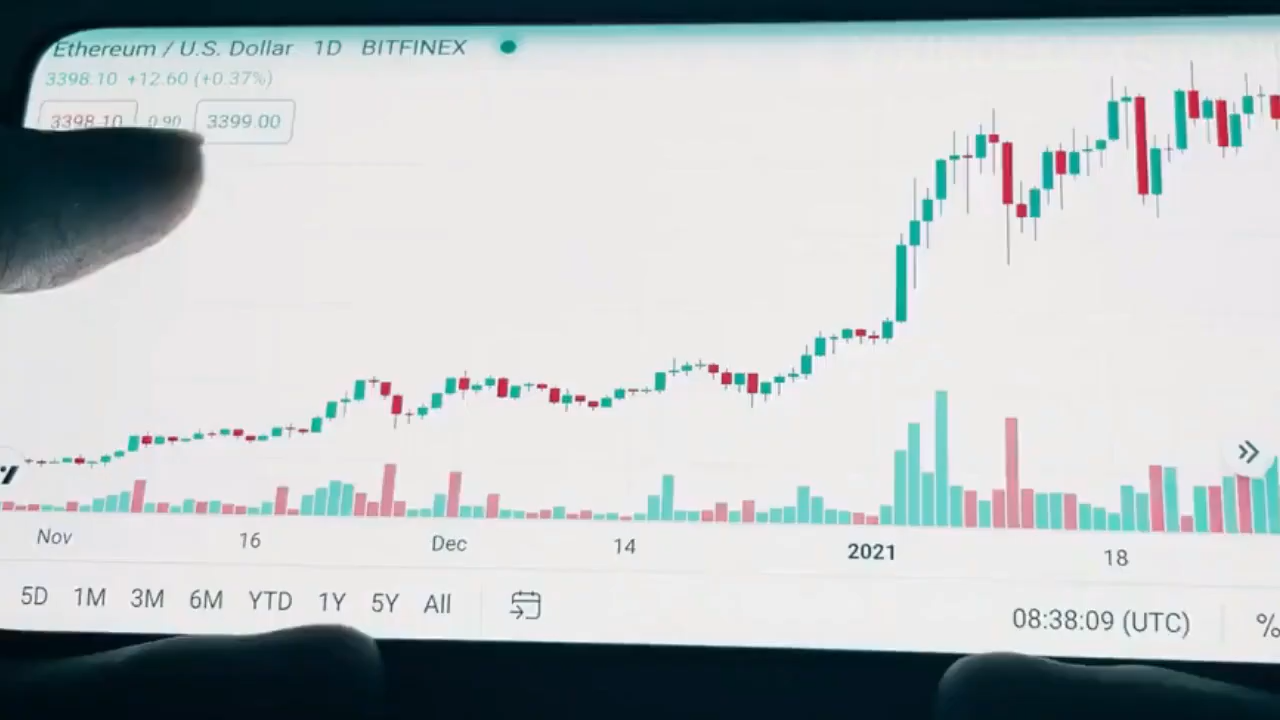 Ethereum / U.S. Dollar 1D BITFINEX
3398.10 +12.60 (+0.37%)
3398.10 0.90 3399.00
Nov 16 Dec 14 2021 18
5D 1M 3M 6M YTD 1Y 5Y All 08:38:09 (UTC) %